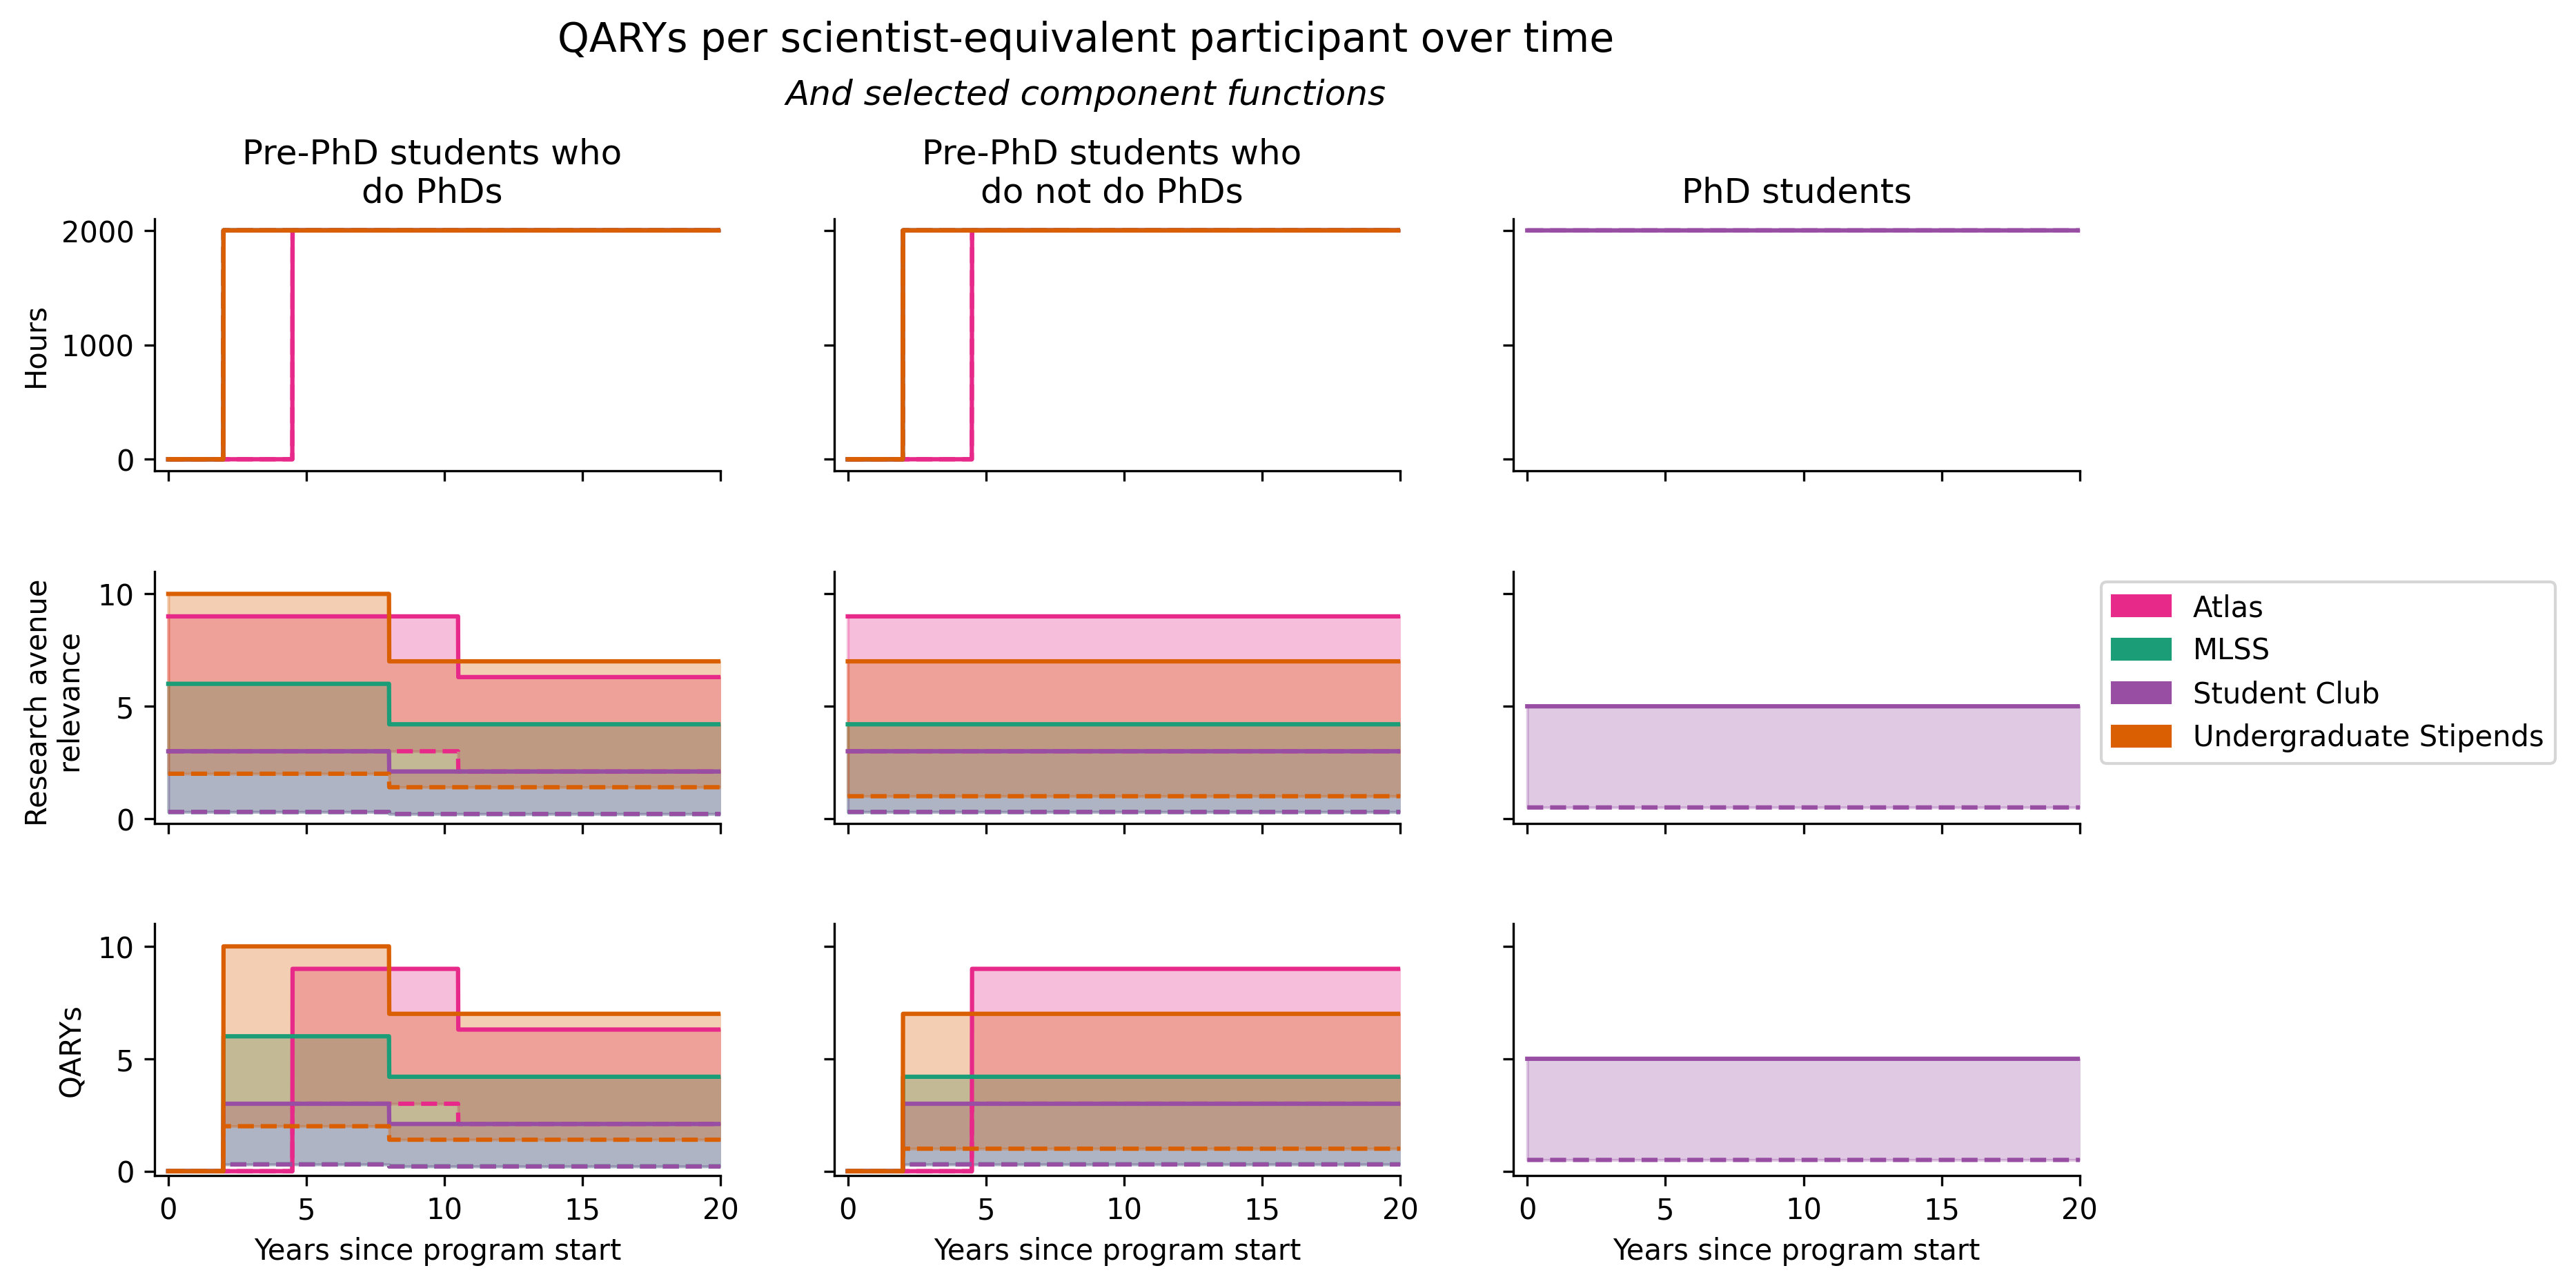 QARYs per scientist-equivalent participant over time
And selected component functions
Pre-PhD students who
do PhDs
Pre-PhD students who
do not do PhDs
PhD students
Hours
2000
1000
0
Research avenue
relevance
10
5
0
Atlas
MLSS
Student Club
Undergraduate Stipends
QARYs
10
5
0
0 5 10 15 20
0 5 10 15 20
0 5 10 15 20
Years since program start
Years since program start
Years since program start